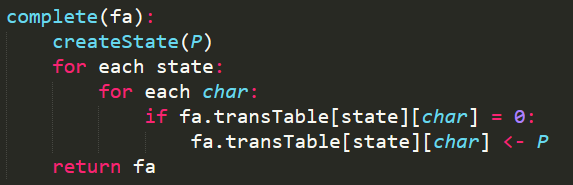 complete(fa):
    createState(P)
    for each state:
        for each char:
            if fa.transTable[state][char] = 0:
                fa.transTable[state][char] <- P
    return fa